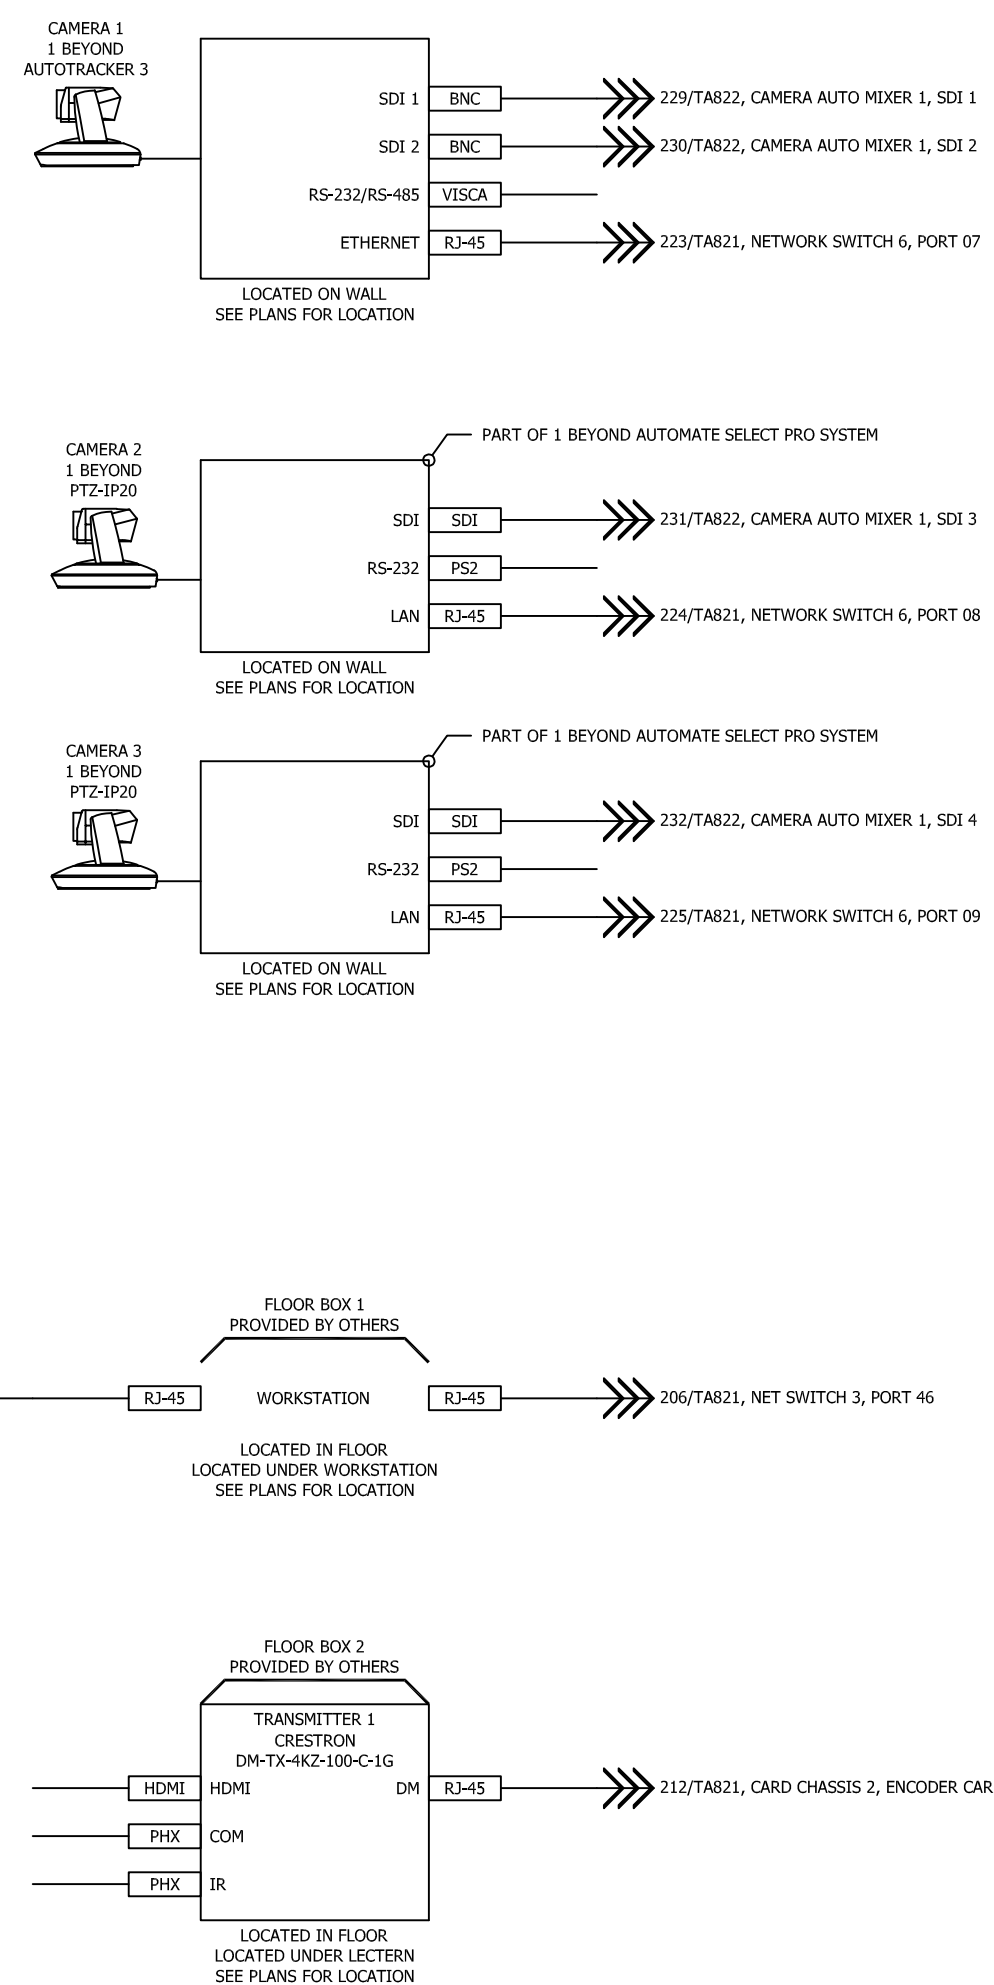 CAMERA 1
1 BEYOND
AUTOTRACKER 3
SDI 1 BNC 229/TA822, CAMERA AUTO MIXER 1, SDI 1
SDI 2 BNC 230/TA822, CAMERA AUTO MIXER 1, SDI 2
RS-232/RS-485 VISCA
ETHERNET RJ-45 223/TA821, NETWORK SWITCH 6, PORT 07
LOCATED ON WALL
SEE PLANS FOR LOCATION
PART OF 1 BEYOND AUTOMATE SELECT PRO SYSTEM
CAMERA 2
1 BEYOND
PTZ-IP20
SDI SDI 231/TA822, CAMERA AUTO MIXER 1, SDI 3
RS-232 PS2
LAN RJ-45 224/TA821, NETWORK SWITCH 6, PORT 08
LOCATED ON WALL
SEE PLANS FOR LOCATION
PART OF 1 BEYOND AUTOMATE SELECT PRO SYSTEM
CAMERA 3
1 BEYOND
PTZ-IP20
SDI SDI 232/TA822, CAMERA AUTO MIXER 1, SDI 4
RS-232 PS2
LAN RJ-45 225/TA821, NETWORK SWITCH 6, PORT 09
LOCATED ON WALL
SEE PLANS FOR LOCATION
FLOOR BOX 1
PROVIDED BY OTHERS
RJ-45 WORKSTATION RJ-45 206/TA821, NET SWITCH 3, PORT 46
LOCATED IN FLOOR
LOCATED UNDER WORKSTATION
SEE PLANS FOR LOCATION
FLOOR BOX 2
PROVIDED BY OTHERS
TRANSMITTER 1
CRESTRON
DM-TX-4KZ-100-C-1G
HDMI HDMI DM RJ-45 212/TA821, CARD CHASSIS 2, ENCODER CAR
PHX COM
PHX IR
LOCATED IN FLOOR
LOCATED UNDER LECTERN
SEE PLANS FOR LOCATION